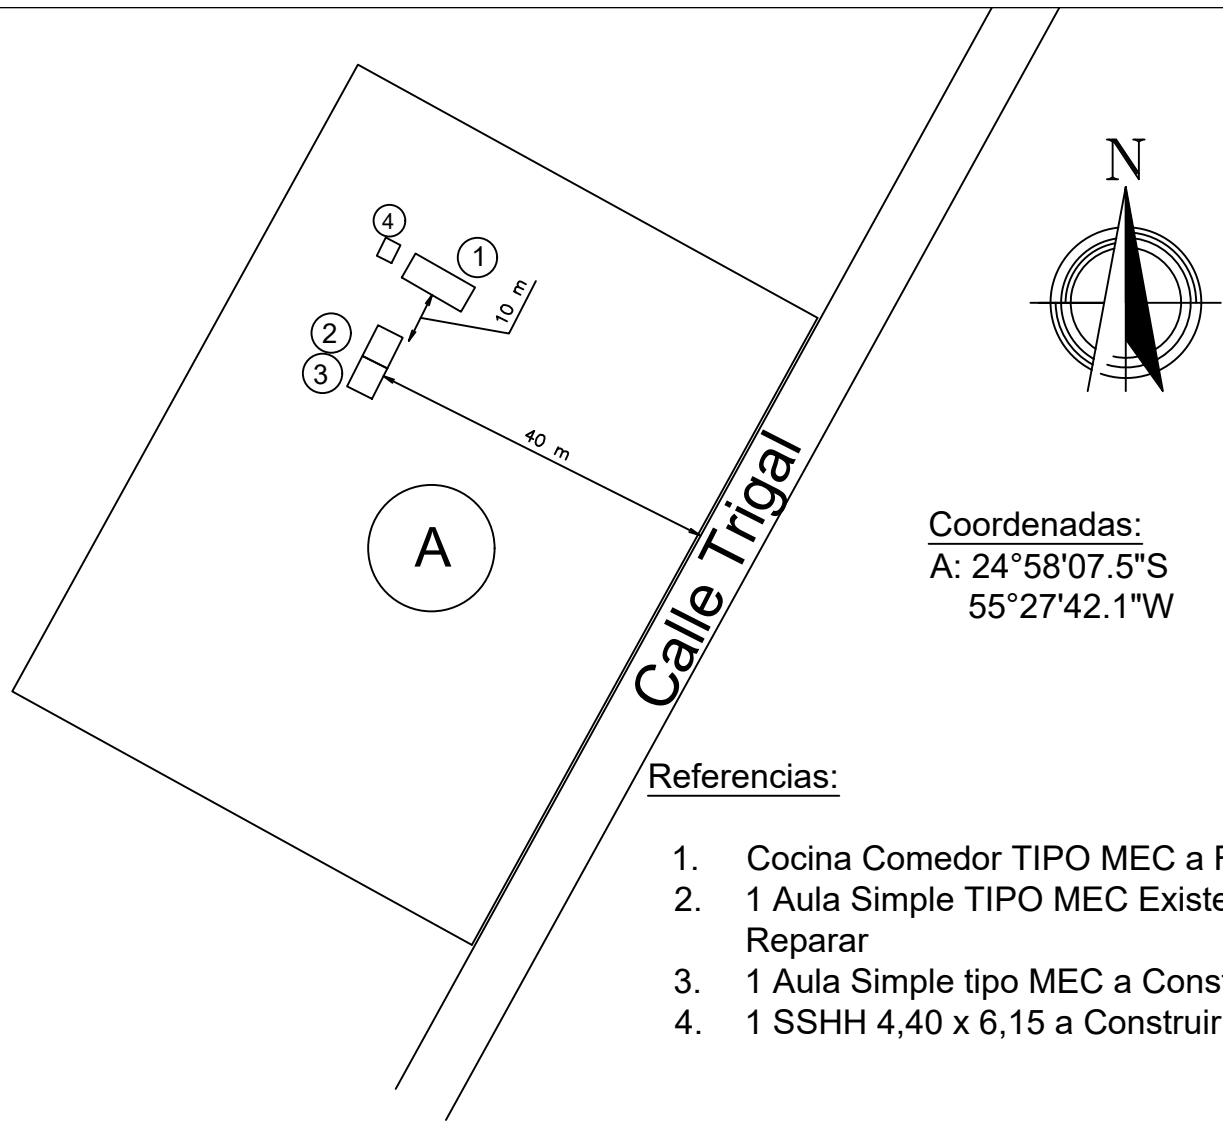 N
4
1
10 m
2
3
40 m
A
Calle Trigal
Coordenadas:
A: 24°58'07.5"S
55°27'42.1"W
Referencias:
1. Cocina Comedor TIPO MEC a
2. 1 Aula Simple TIPO MEC
Reparar
3. 1 Aula Simple tipo MEC a
4. 1 SSHH 4,40 x 6,15 a Construir